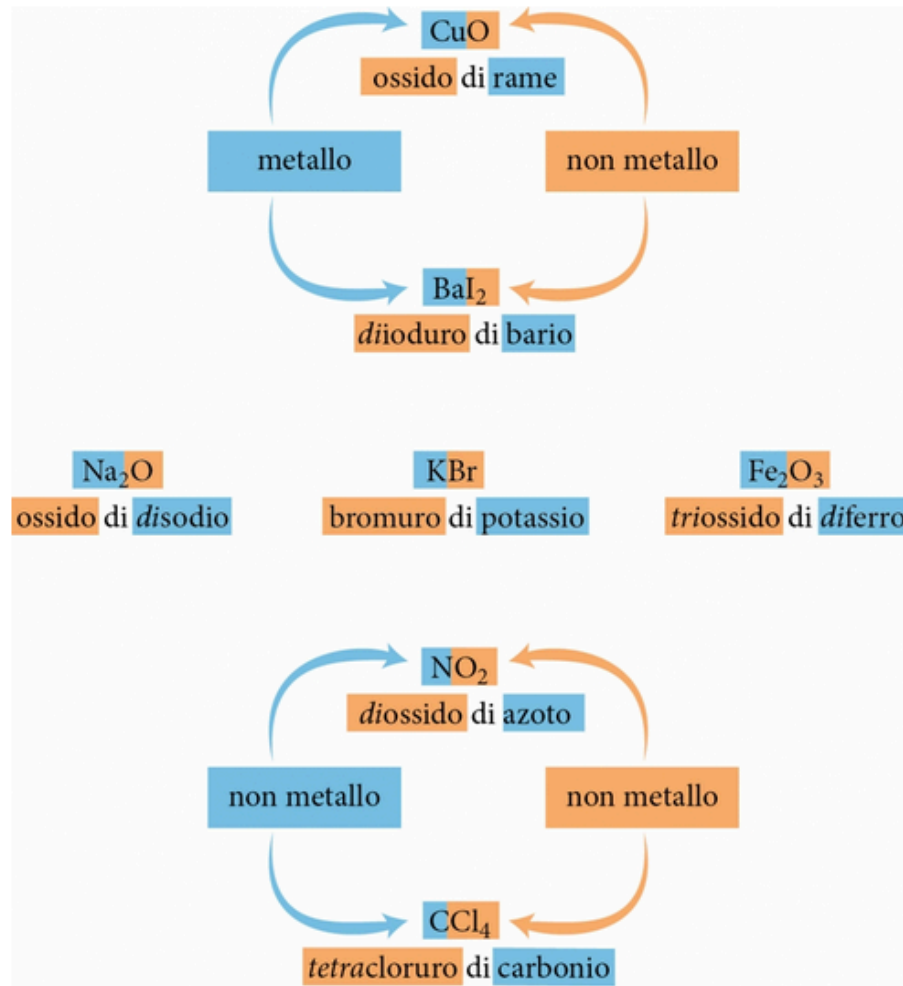 CuO
ossido di rame
metallo
non metallo
BaI₂
diioduro di bario
Na₂O
KBr
Fe₂O₃
ossido di disodio
bromuro di potassio
triossido di diferro
NO₂
diossido di azoto
non metallo
non metallo
CCl₄
tetracloruro di carbonio